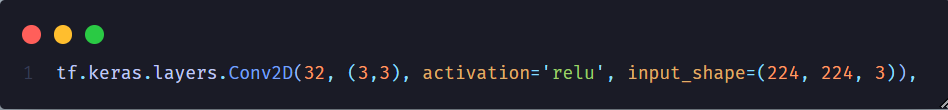 1 tf.keras.layers.Conv2D(32, (3,3), activation='relu', input_shape=(224, 224, 3)),